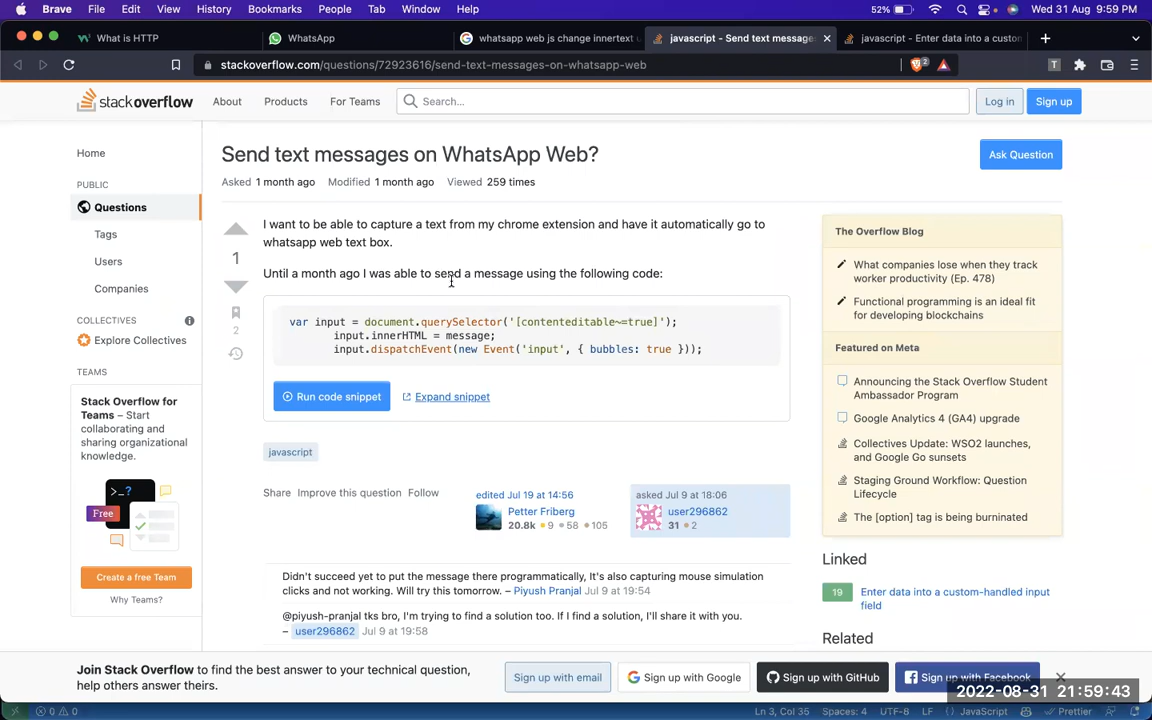 Brave File Edit View History Bookmarks People Tab Window Help 52% Wed 31 Aug 9:59 PM
What is HTTP
WhatsApp
whatsapp web js change innertext
javascript - Send text messages
javascript - Enter data into a custom
stackoverflow.com/questions/72923616/send-text-messages-on-whatsapp-web
2
T
stackoverflow About Products For Teams Search... Log in Sign up
Home
PUBLIC
Questions
Tags
Users
Companies
COLLECTIVES
Explore Collectives
TEAMS
Stack Overflow for
Teams – Start
collaborating and
sharing organizational
knowledge.
>_?
Free
Create a free Team
Why Teams?
Send text messages on WhatsApp Web?
Ask Question
Asked 1 month ago Modified 1 month ago Viewed 259 times
1
2
I want to be able to capture a text from my chrome extension and have it automatically go to
whatsapp web text box.
Until a month ago I was able to send a message using the following code:
var input = document.querySelector('[contenteditable~=true]');
input.innerHTML = message;
input.dispatchEvent(new Event('input', { bubbles: true }));
Run code snippet Expand snippet
javascript
Share Improve this question Follow
edited Jul 19 at 14:56
Petter Friberg
20.8k 9 58 105
asked Jul 9 at 18:06
user296862
31 2
Didn't succeed yet to put the message there programmatically, It's also capturing mouse simulation
clicks and not working. Will try this tomorrow. – Piyush Pranjal Jul 9 at 19:54
@piyush-pranjal tks bro, I'm trying to find a solution too. If I find a solution, I'll share it with you.
– user296862 Jul 9 at 19:58
The Overflow Blog
What companies lose when they track
worker productivity (Ep. 478)
Functional programming is an ideal fit
for developing blockchains
Featured on Meta
Announcing the Stack Overflow Student
Ambassador Program
Google Analytics 4 (GA4) upgrade
Collectives Update: WSO2 launches,
and Google Go sunsets
Staging Ground Workflow: Question
Lifecycle
The [option] tag is being burninated
Linked
19 Enter data into a custom-handled input
field
Related
Join Stack Overflow to find the best answer to your technical question,
help others answer theirs.
Sign up with email
Sign up with Google
Sign up with GitHub
Sign up with Facebook
2022-08-31 21:59:43
0 0 Ln 3, Col 35 Spaces: 4 UTF-8 LF {} JavaScript Prettier